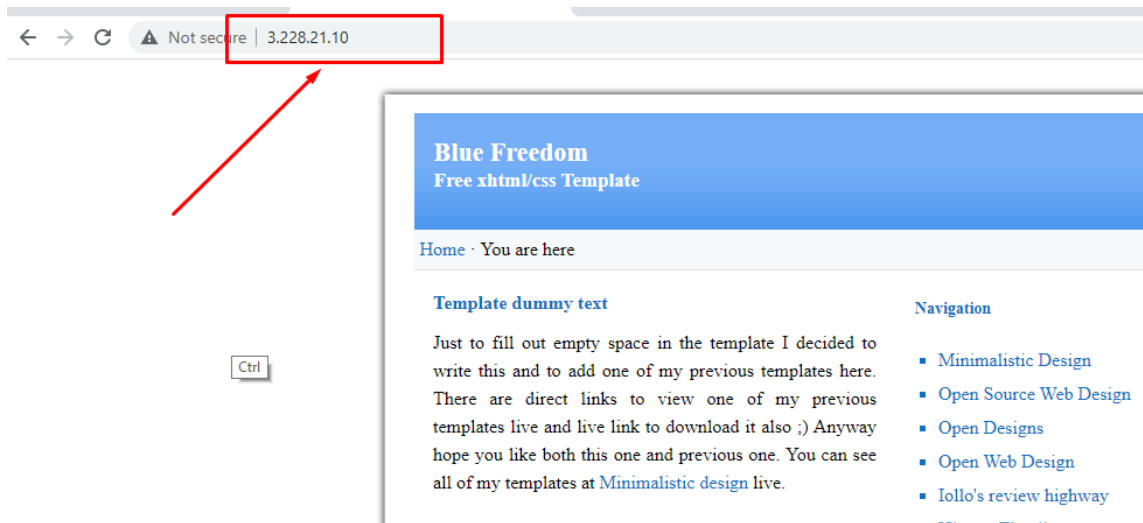 Not secure | 3.228.21.10
Blue Freedom
Free xhtml/css Template
Home · You are here
Template dummy text
Just to fill out empty space in the template I decided to
write this and to add one of my previous templates here.
There are direct links to view one of my previous
templates live and live link to download it also ;) Anyway
hope you like both this one and previous one. You can see
all of my templates at Minimalistic design live.
Navigation
Minimalistic Design
Open Source Web Design
Open Designs
Open Web Design
Iollo's review highway
Ctrl